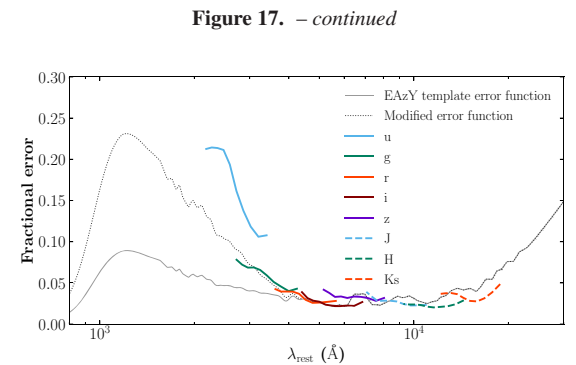 Figure 17. – continued
0.30
0.25
0.20
0.15
0.10
0.05
0.00
Fractional error
EAzY template error function
Modified error function
u
g
r
i
z
J
H
Ks
10³
10⁴
λrest (Å)